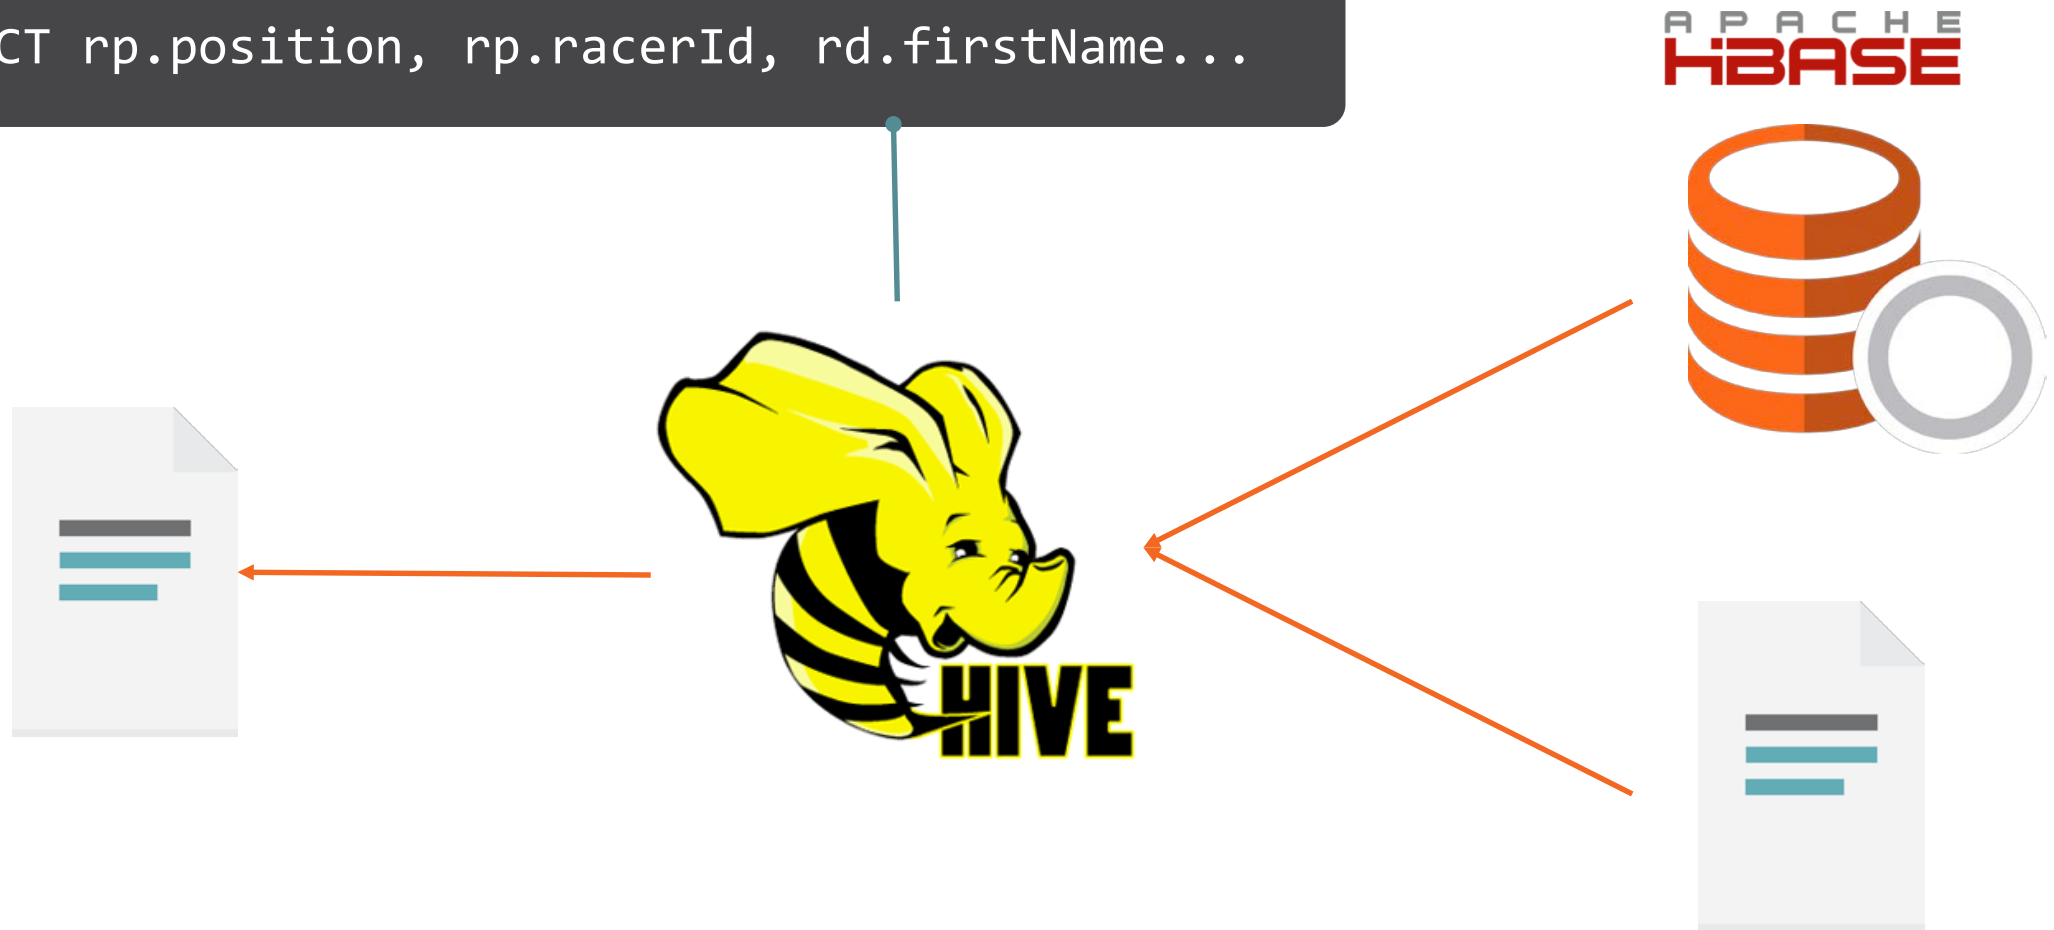 CT rp.position, rp.racerId, rd.firstName...
APACHE
HBASE
HIVE